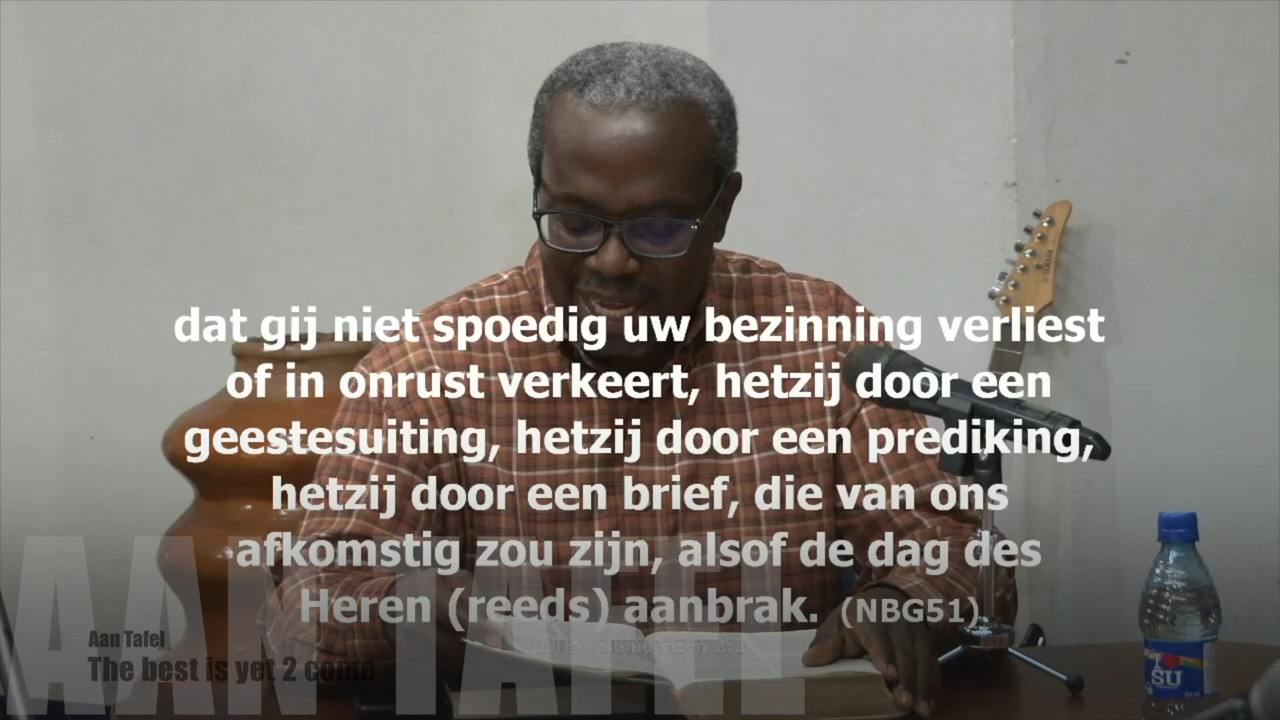 dat gij niet spoedig uw bezinning verliest
of in onrust verkeert, hetzij door een
geestesuiting, hetzij door een prediking,
hetzij door een brief, die van ons
afkomstig zou zijn, alsof de dag des
Heren (reeds) aanbrak. (NBG51)
AAN TAFEL
Aan Tafel
The best is yet 2 come
YAMAHA
SU